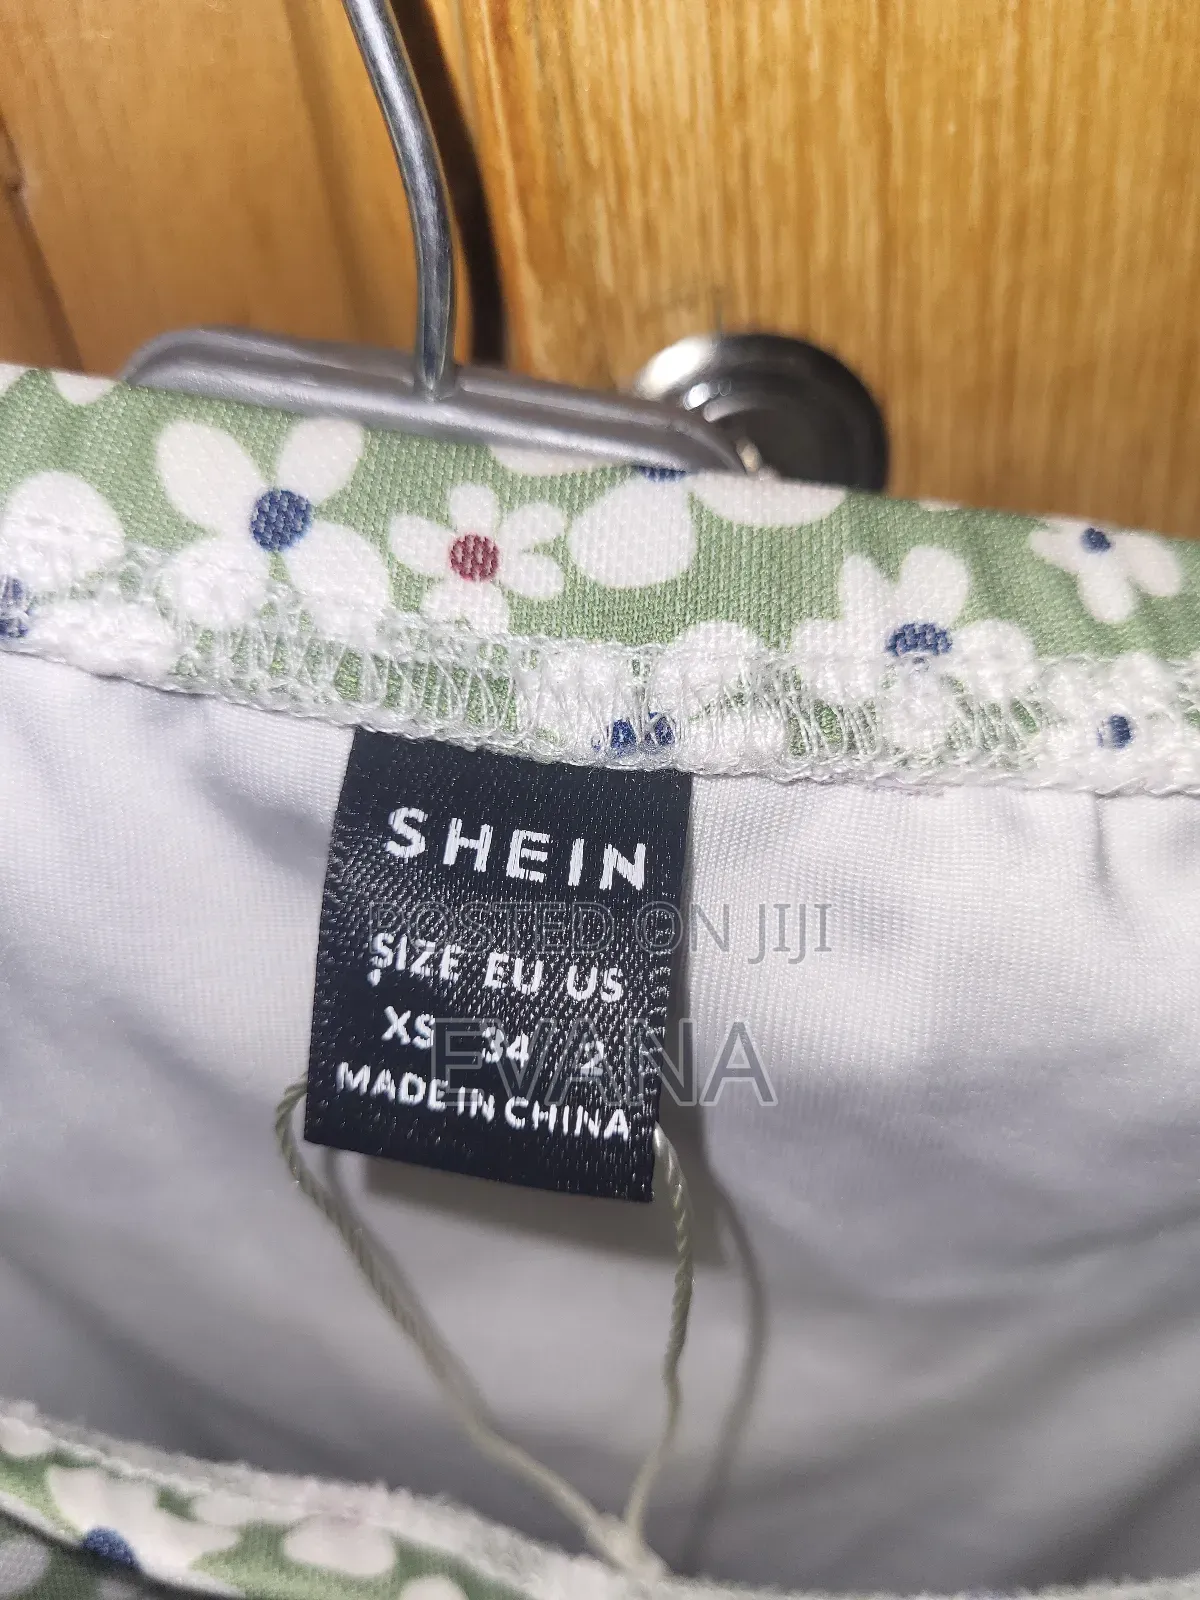 SHEIN
POSTED ON JIJI
SIZE EU US
XS 34 2
EVANA
MADE IN CHINA